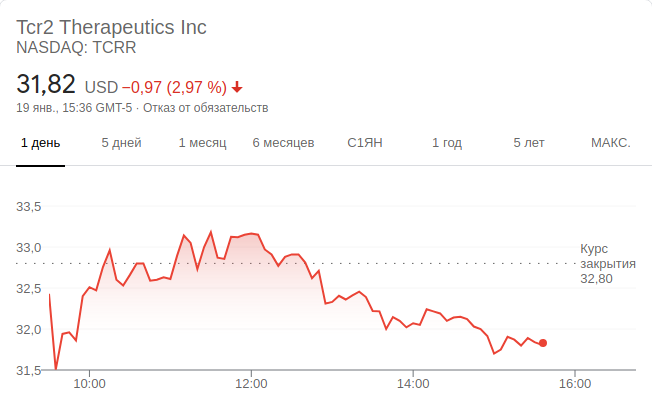 Tcr2 Therapeutics Inc
NASDAQ: TCRR
31,82 USD −0,97 (2,97 %)
19 янв., 15:36 GMT-5 · Отказ от обязательств
1 день 5 дней 1 месяц 6 месяцев С1ЯН 1 год 5 лет МАКС.
33,5
33,0
32,5
32,0
31,5
Курс
закрытия
32,80
10:00 12:00 14:00 16:00